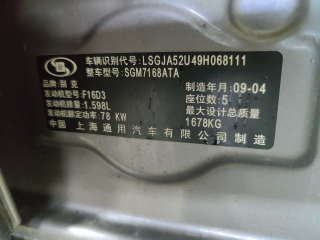 车辆识别代号: LSGJA52U49H068111
整车型号: SGM7168ATA
品牌: 别克
制造年月: 09-04
发动机型号: F16D3
座位数: 5
发动机排量: 1.598L
最大设计总质量
发动机额定功率: 78 KW
1678KG
中国 上海通用汽车有限公司 制造